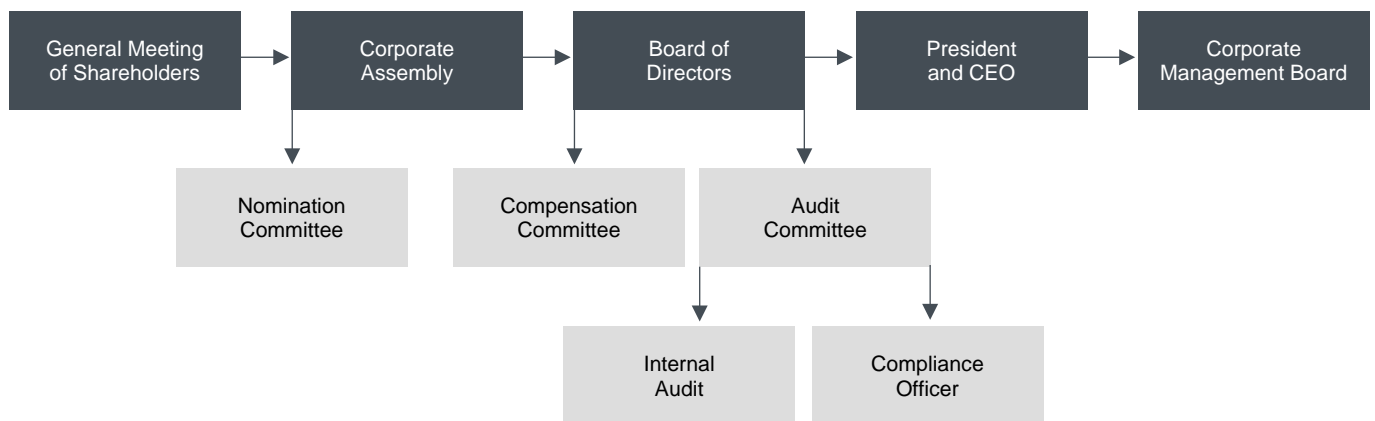 General Meeting
of Shareholders
Corporate
Assembly
Board of
Directors
President
and CEO
Corporate
Management Board
Nomination
Committee
Compensation
Committee
Audit
Committee
Internal
Audit
Compliance
Officer